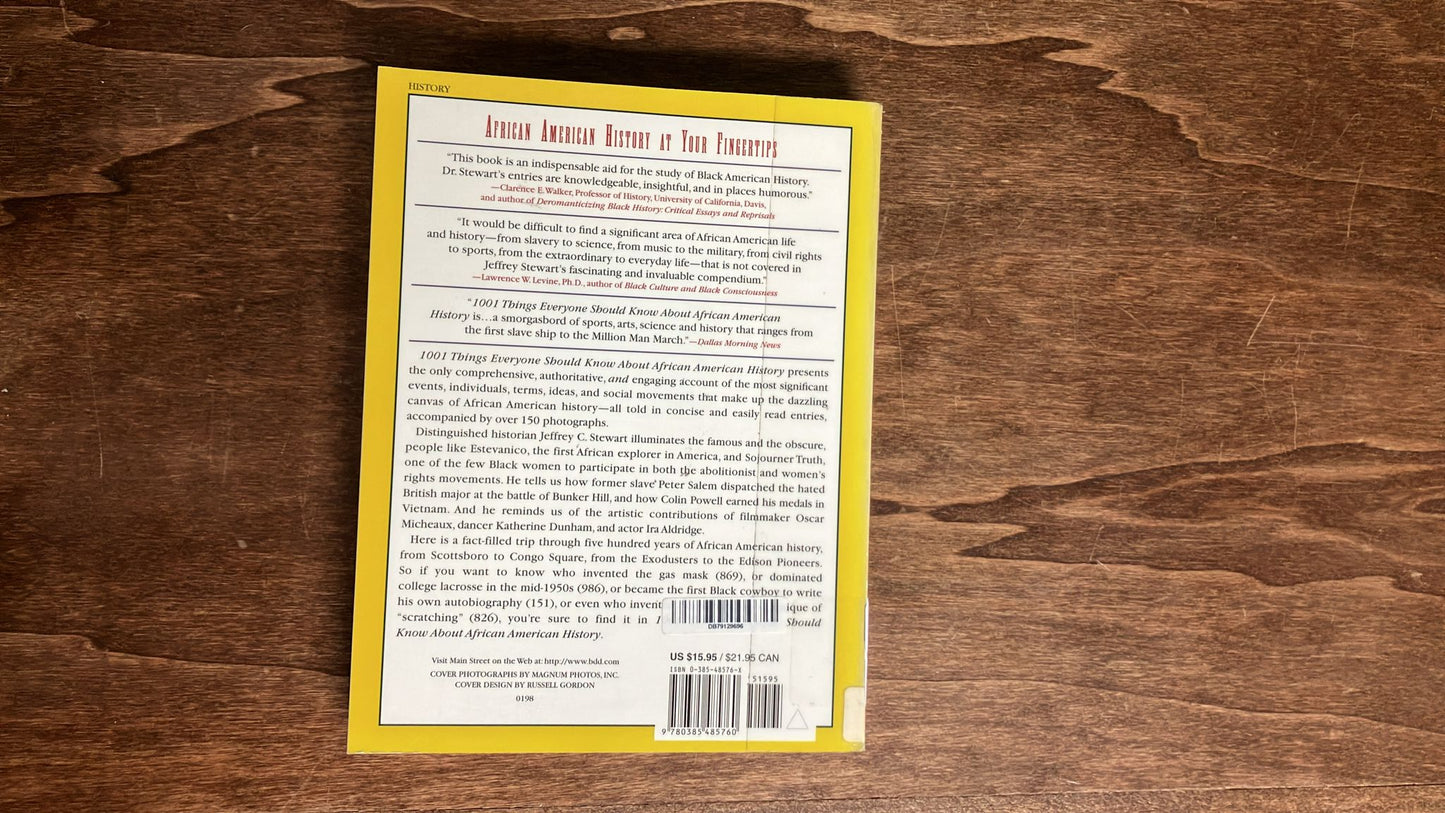 HISTORY
AFRICAN AMERICAN HISTORY AT YOUR FINGERTIPS
“This book is an indispensable aid for the study of Black American History.
Dr. Stewart’s entries are knowledgeable, insightful, and in places humorous.”
—Clarence E. Walker, Professor of History, University of California, Davis,
and author of Deromanticizing Black History: Critical Essays and Reprisals
“It would be difficult to find a significant area of African American life
and history—from slavery to science, from music to the military, from civil rights
to sports, from the extraordinary to everyday life—that is not covered in
Jeffrey Stewart’s fascinating and invaluable compendium.”
—Lawrence W. Levine, Ph.D., author of Black Culture and Black Consciousness
“1001 Things Everyone Should Know About African American
History is…a smorgasbord of sports, arts, science and history that ranges from
the first slave ship to the Million Man March.”—Dallas Morning News
1001 Things Everyone Should Know About African American History presents
the only comprehensive, authoritative, and engaging account of the most significant
events, individuals, terms, ideas, and social movements that make up the dazzling
canvas of African American history—all told in concise and easily read entries,
accompanied by over 150 photographs.
Distinguished historian Jeffrey C. Stewart illuminates the famous and the obscure,
people like Estevanico, the first African explorer in America, and Sojourner Truth,
one of the few Black women to participate in both the abolitionist and women’s
rights movements. He tells us how former slave Peter Salem dispatched the hated
British major at the battle of Bunker Hill, and how Colin Powell earned his medals in
Vietnam. And he reminds us of the artistic contributions of filmmaker Oscar
Micheaux, dancer Katherine Dunham, and actor Ira Aldridge.
Here is a fact-filled trip through five hundred years of African American history,
from Scottsboro to Congo Square, from the Exodusters to the Edison Pioneers.
So if you want to know who invented the gas mask (869), or dominated
college lacrosse in the mid-1950s (986), or became the first Black cowboy to write
his own autobiography (151), or even who invent ique of
“scratching” (826), you’re sure to find it in 1 Should
Know About African American History.
DB79129696
Visit Main Street on the Web at: http://www.bdd.com
COVER PHOTOGRAPHS BY MAGNUM PHOTOS, INC.
COVER DESIGN BY RUSSELL GORDON
0198
US $15.95 / $21.95 CAN
ISBN 0-385-48576-X
51595
9 780385 485760